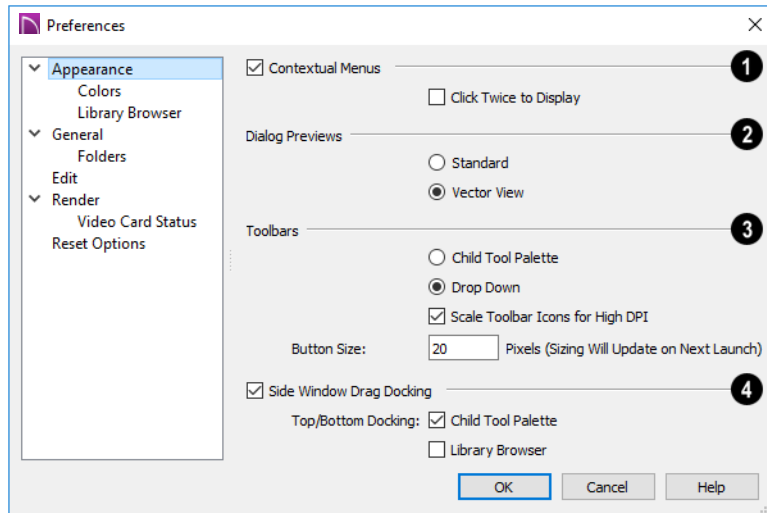 Preferences
Appearance
Colors
Library Browser
General
Folders
Edit
Render
Video Card Status
Reset Options
Contextual Menus 1
Click Twice to Display
Dialog Previews 2
Standard
Vector View
Toolbars 3
Child Tool Palette
Drop Down
Scale Toolbar Icons for High DPI
Button Size: 20 Pixels (Sizing Will Update on Next Launch)
Side Window Drag Docking 4
Top/Bottom Docking: Child Tool Palette
Library Browser
OK Cancel Help